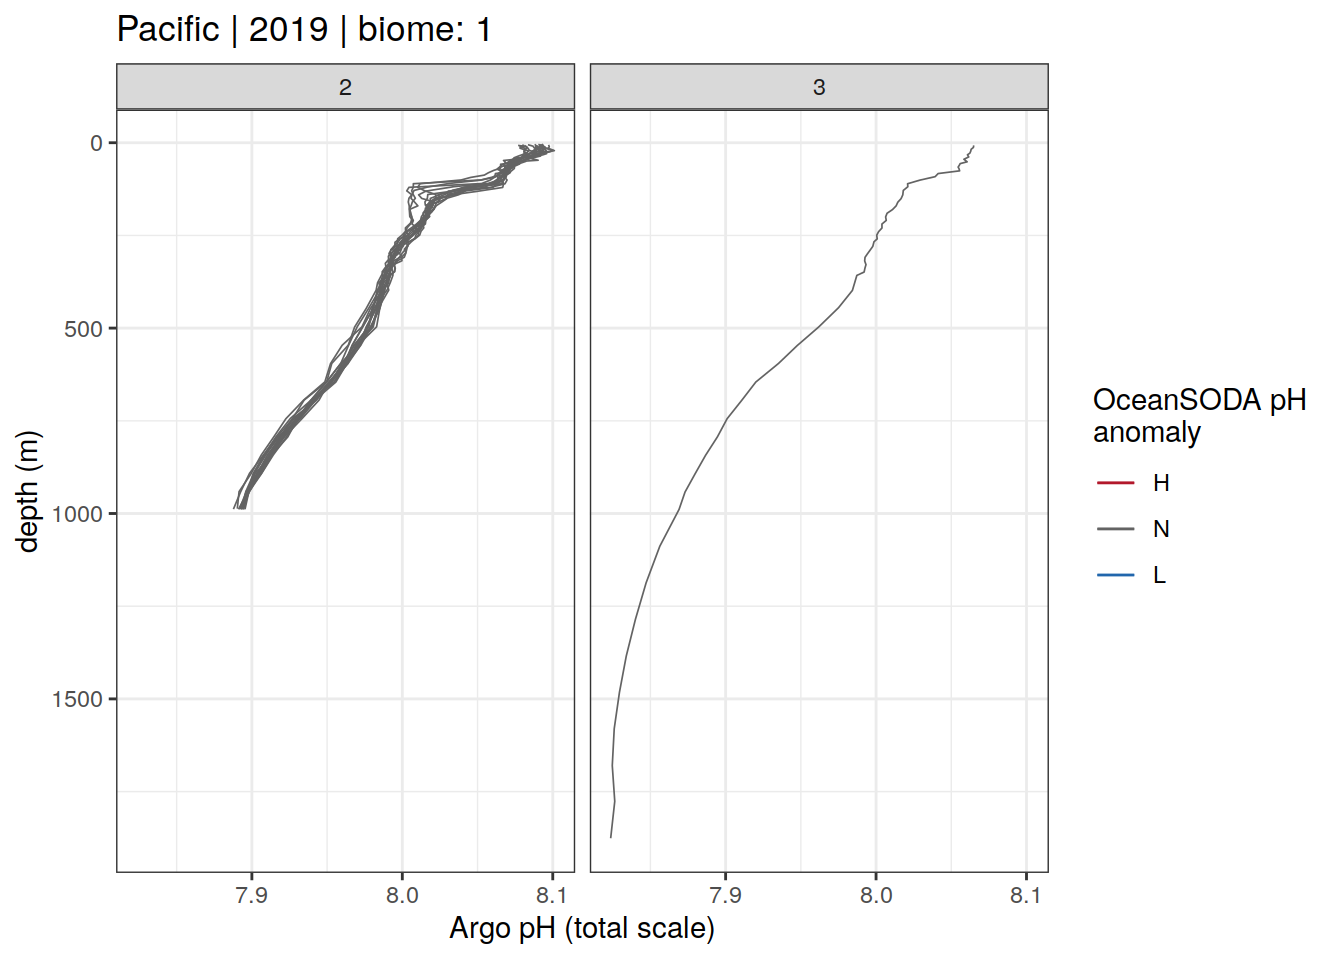 Pacific | 2019 | biome: 1
2
3
0
500
1000
1500
depth (m)
7.9
8.0
8.1
7.9
8.0
8.1
Argo pH (total scale)
OceanSODA pH
anomaly
H
N
L